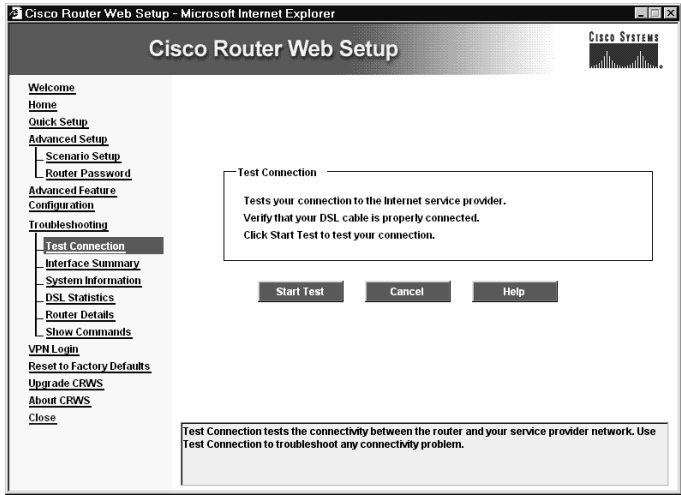 Cisco Router Web Setup - Microsoft Internet Explorer
Cisco Router Web Setup
CISCO SYSTEMS
Welcome
Home
Quick Setup
Advanced Setup
Scenario Setup
Router Password
Advanced Feature
Configuration
Troubleshooting
Test Connection
Interface Summary
System Information
DSL Statistics
Router Details
Show Commands
VPN Login
Reset to Factory Defaults
Upgrade CRWS
About CRWS
Close
Test Connection
Tests your connection to the Internet service provider.
Verify that your DSL cable is properly connected.
Click Start Test to test your connection.
Start Test
Cancel
Help
Test Connection tests the connectivity between the router and your service provider network. Use
Test Connection to troubleshoot any connectivity problem.